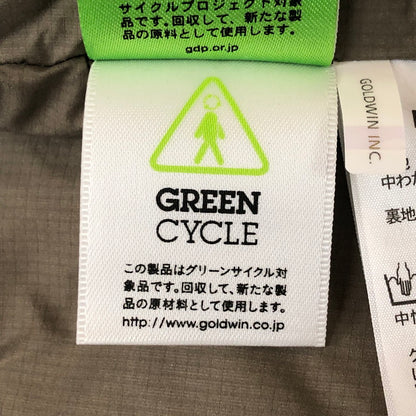 サイクルプロジェクト対象
品です。回収して、新たな製
品の原料として使用します。
gdp.or.jp
GREEN
CYCLE
この製品はグリーンサイクル対
象品です。回収して、新たな製
品の原材料として使用します。
http://www.goldwin.co.jp
GOLDWIN INC.
中わ
裏地
中性